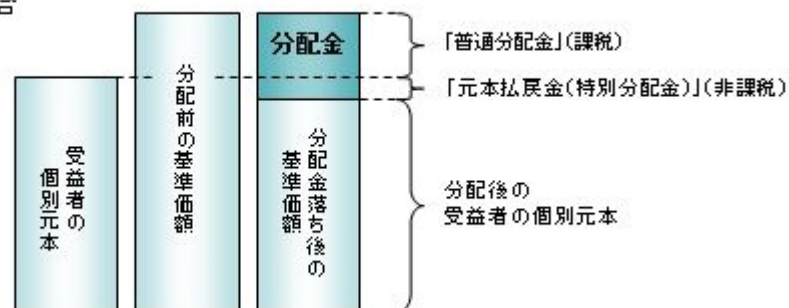 合
分配金
「普通分配金」(課税)
「元本払戻金(特別分配金)」(非課税)
受益者の
個別元本
分配前の基準価額
分配金落ち後の
基準価額
分配後の
受益者の個別元本